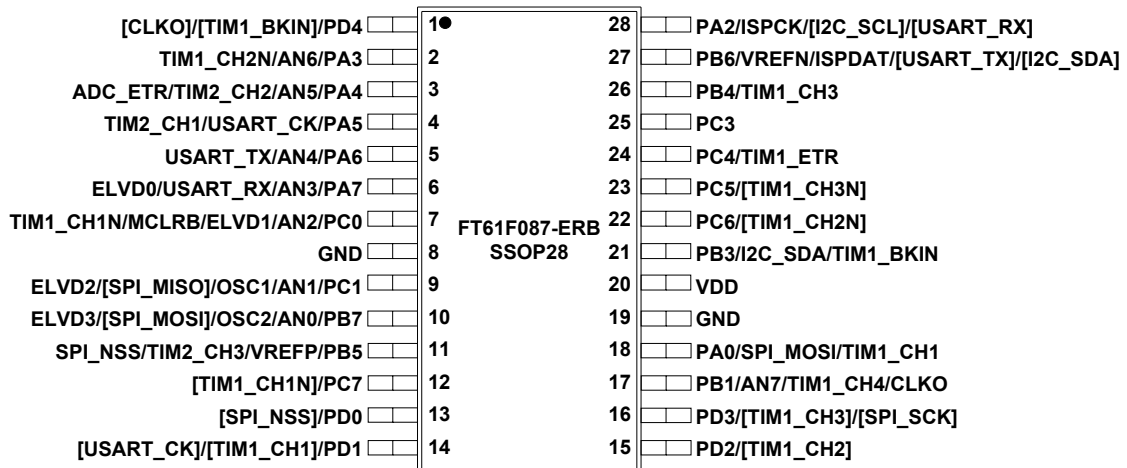 [CLKO]/[TIM1_BKIN]/PD4 1 28 PA2/ISPCK/[I2C_SCL]/[USART_RX]
TIM1_CH2N/AN6/PA3 2 27 PB6/VREFN/ISPDAT/[USART_TX]/[I2C_SDA]
ADC_ETR/TIM2_CH2/AN5/PA4 3 26 PB4/TIM1_CH3
TIM2_CH1/USART_CK/PA5 4 25 PC3
USART_TX/AN4/PA6 5 24 PC4/TIM1_ETR
ELVD0/USART_RX/AN3/PA7 6 23 PC5/[TIM1_CH3N]
TIM61_CH1N/MCLRB/ELVD1/AN2/PC0 7 FT61F087-ERB 22 PC6/[TIM1_CH2N]
GND 8 SSOP28 21 PB3/I2C_SDA/TIM1_BKIN
ELVD2/[SPI_MISO]/OSC1/AN1/PC1 9 20 VDD
ELVD3/[SPI_MOSI]/OSC2/AN0/PB7 10 19 GND
SPI_NSS/TIM2_CH3/VREFP/PB5 11 18 PA0/SPI_MOSI/TIM1_CH1
[TIM1_CH1N]/PC7 12 17 PB1/AN7/TIM1_CH4/CLKO
[SPI_NSS]/PD0 13 16 PD3/[TIM1_CH3]/[SPI_SCK]
[USART_CK]/[TIM1_CH1]/PD1 14 15 PD2/[TIM1_CH2]